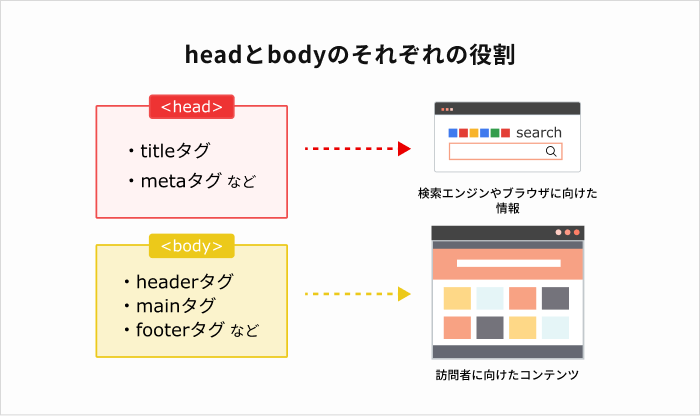 headとbodyのそれぞれの役割
<head>
・titleタグ
・metaタグ など
search
検索エンジンやブラウザに向けた
情報
<body>
・headerタグ
・mainタグ
・footerタグ など
訪問者に向けたコンテンツ